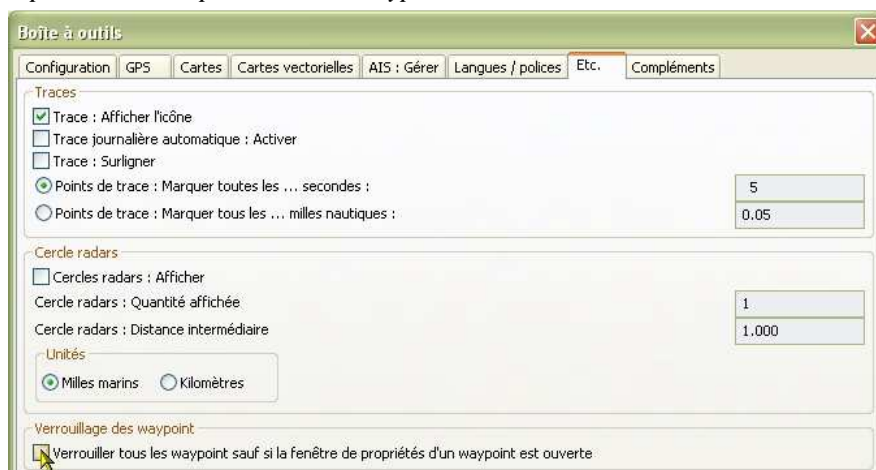 Boîte à outils
Configuration GPS Cartes Cartes vectorielles AIS : Gérer Langues / polices Etc. Compléments
Traces
Trace : Afficher l'icône
Trace journalière automatique : Activer
Trace : Surligner
Points de trace : Marquer toutes les ... secondes : 5
Points de trace : Marquer tous les ... milles nautiques : 0.05
Cercle radars
Cercles radars : Afficher
Cercle radars : Quantité affichée 1
Cercle radars : Distance intermédiaire 1.000
Unités
Milles marins Kilomètres
Verrouillage des waypoint
Verrouiller tous les waypoint sauf si la fenêtre de propriétés d'un waypoint est ouverte